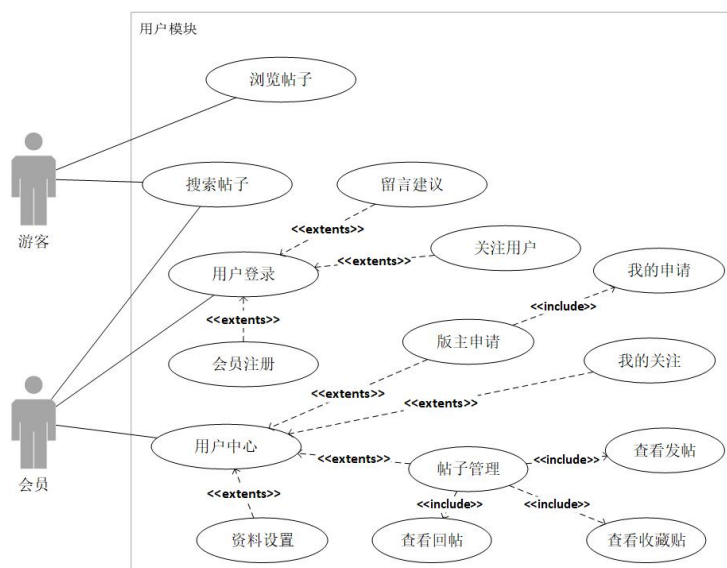 用户模块
浏览帖子
搜索帖子
留言建议
游客
<<extents>>
关注用户
用户登录
<<extents>>
我的申请
<<include>>
<<extents>>
版主申请
会员注册
我的关注
<<extents>>
<<extents>>
用户中心
查看发帖
<<extents>>
帖子管理
<<include>>
会员
<<extents>>
<<include>>
<<include>>
资料设置
查看回帖
查看收藏贴